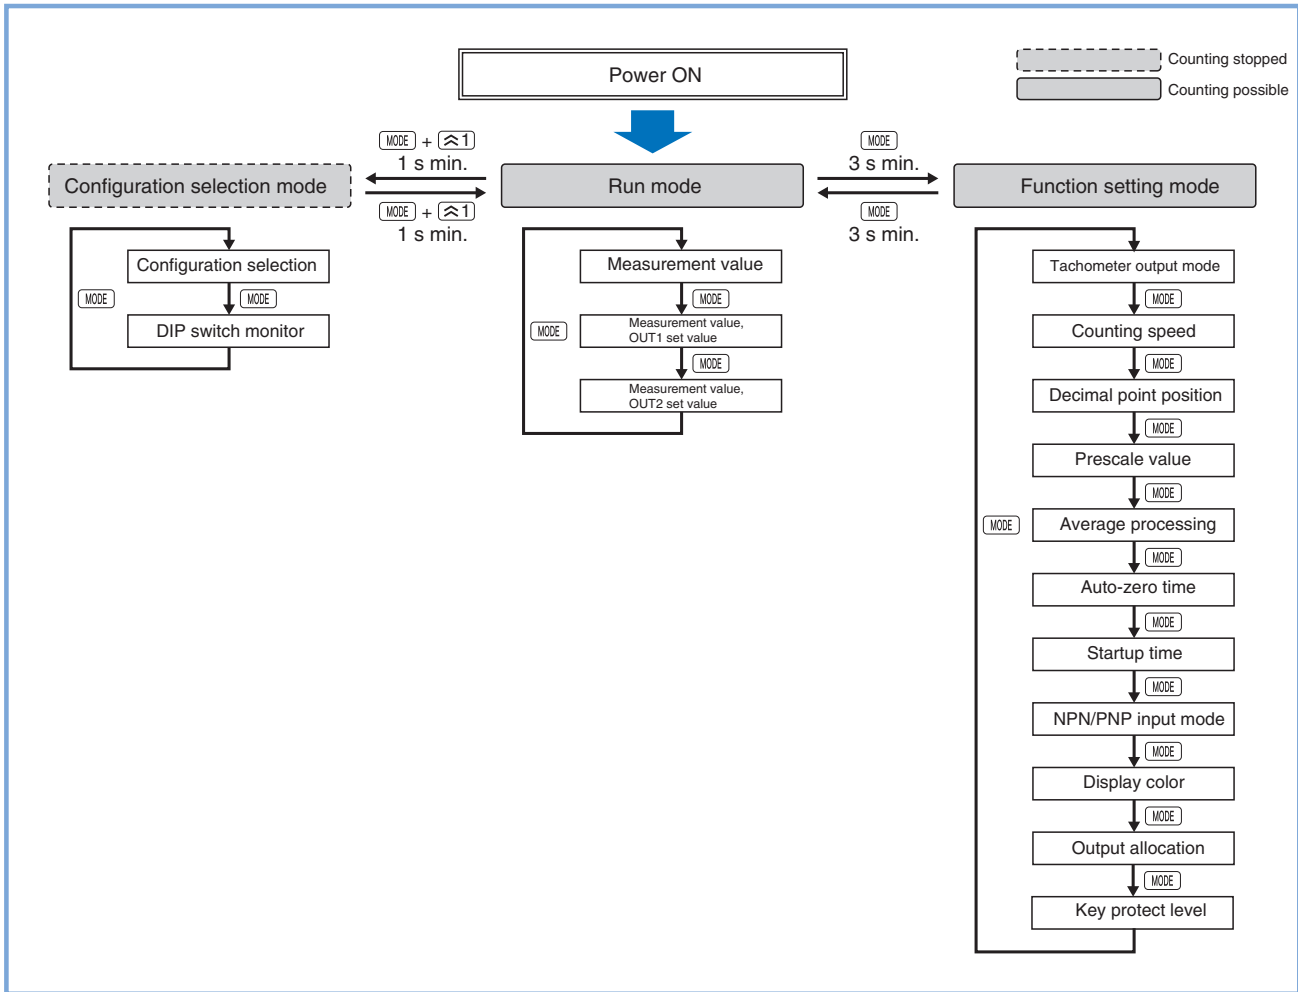 Power ON
Counting stopped
Counting possible
MODE + 1
1 s min.
MODE
3 s min.
Configuration selection mode
Run mode
Function setting mode
MODE + 1
1 s min.
MODE
3 s min.
Configuration selection
MODE
MODE
DIP switch monitor
Measurement value
MODE
MODE
Measurement value,
OUT1 set value
MODE
Measurement value,
OUT2 set value
Tachometer output mode
MODE
Counting speed
MODE
Decimal point position
MODE
Prescale value
MODE
MODE
Average processing
MODE
Auto-zero time
MODE
Startup time
MODE
NPN/PNP input mode
MODE
Display color
MODE
Output allocation
MODE
Key protect level